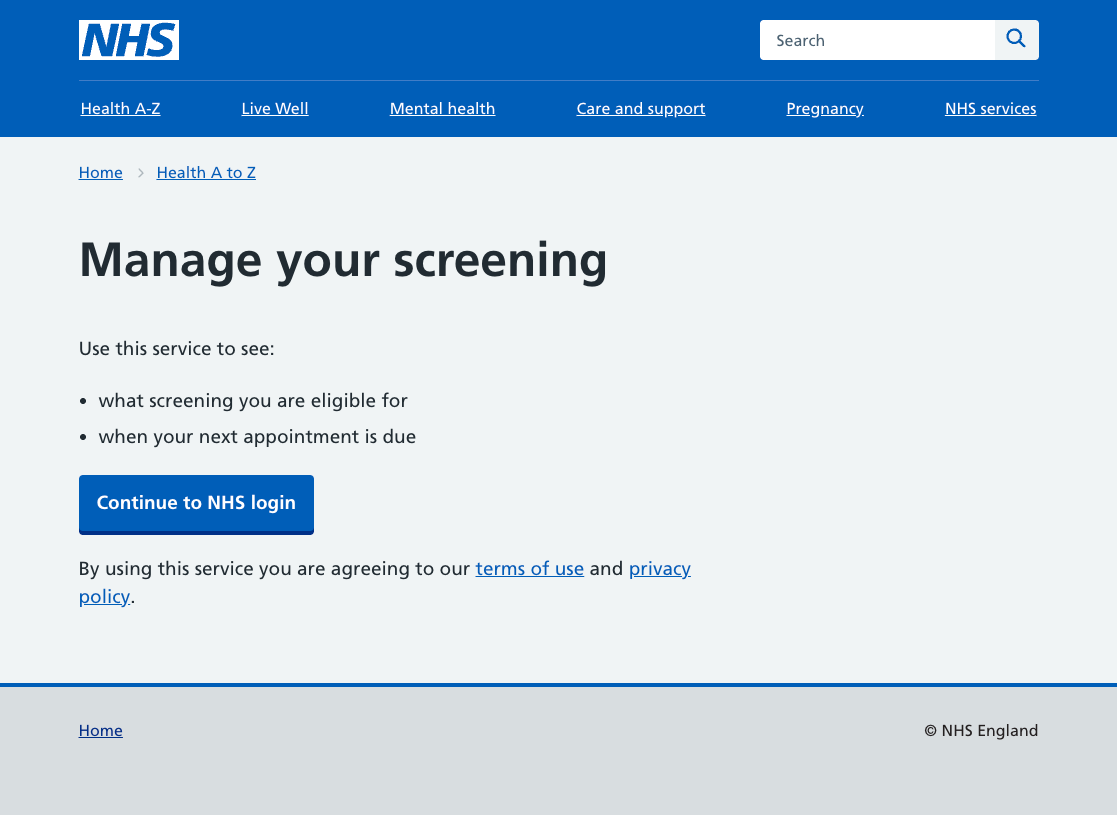 NHS
Search
Health A-Z
Live Well
Mental health
Care and support
Pregnancy
NHS services
Home
Health A to Z
Manage your screening
Use this service to see:
• what screening you are eligible for
• when your next appointment is due
Continue to NHS login
By using this service you are agreeing to our terms of use and privacy
policy.
Home
© NHS England